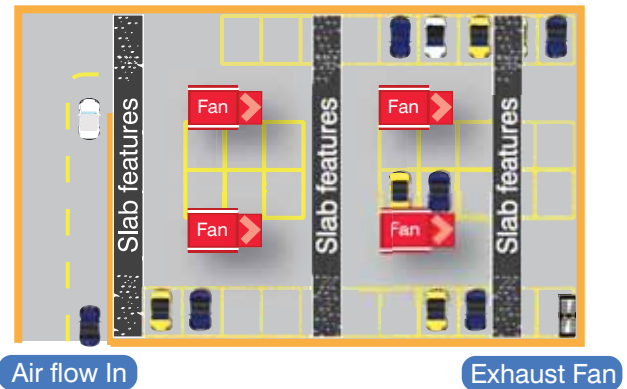 Slab features
Fan
Fan
Slab features
Fan
Fan
Slab features
Air flow In
Exhaust Fan